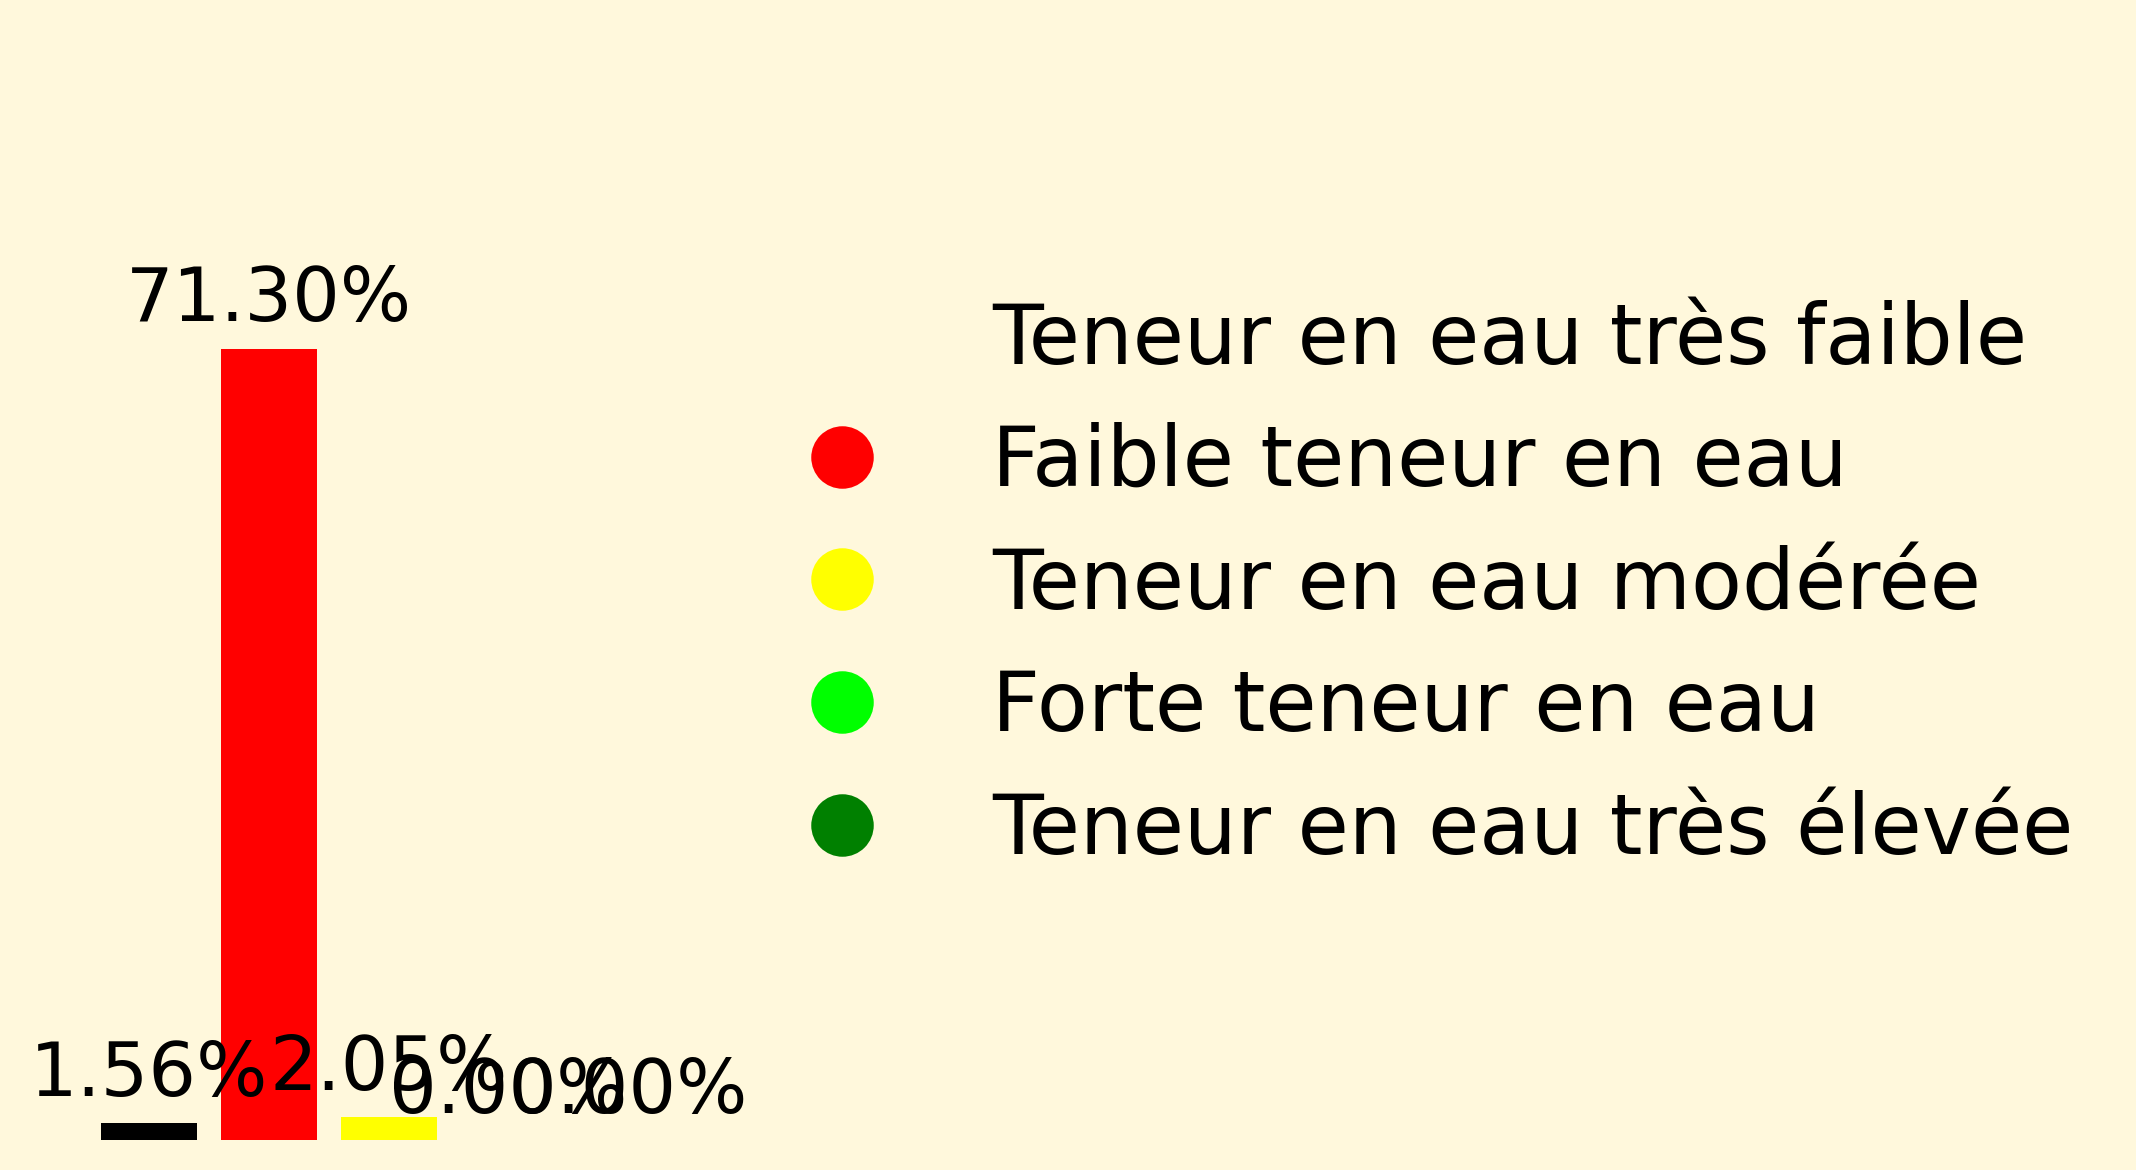 71.30%
1.56%
2.05%
0.00%
0.00%
Teneur en eau très faible
Faible teneur en eau
Teneur en eau modérée
Forte teneur en eau
Teneur en eau très élevée